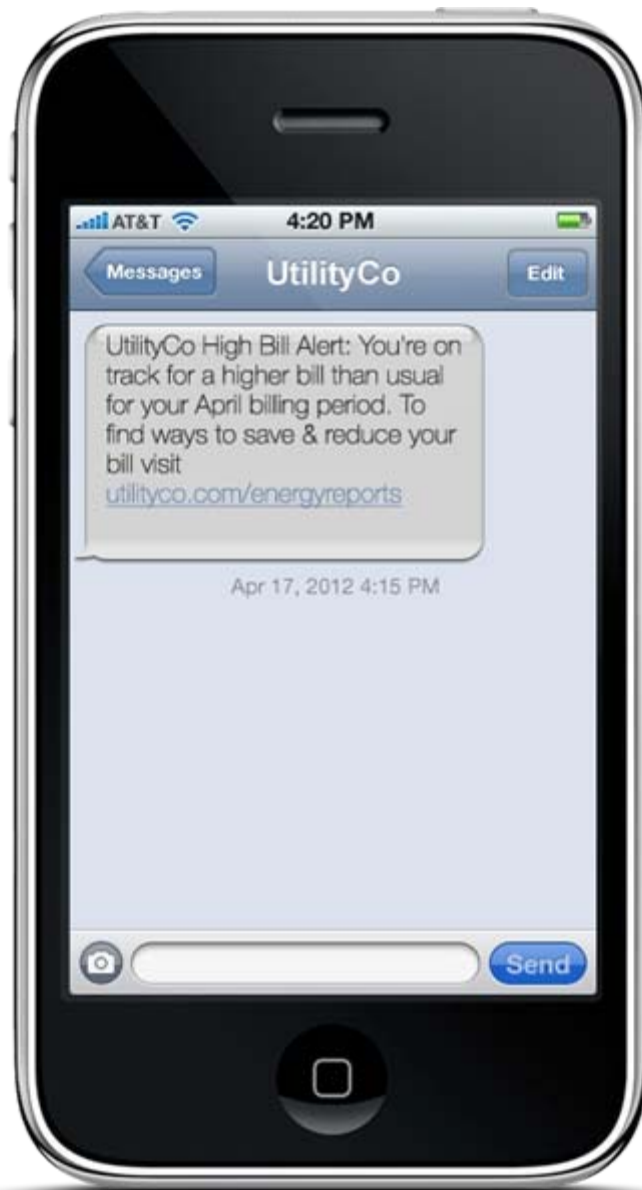 AT&T 4:20 PM
Messages UtilityCo Edit
UtilityCo High Bill Alert: You're on
track for a higher bill than usual
for your April billing period. To
find ways to save & reduce your
bill visit
utilityco.com/energyreports
Apr 17, 2012 4:15 PM
Send